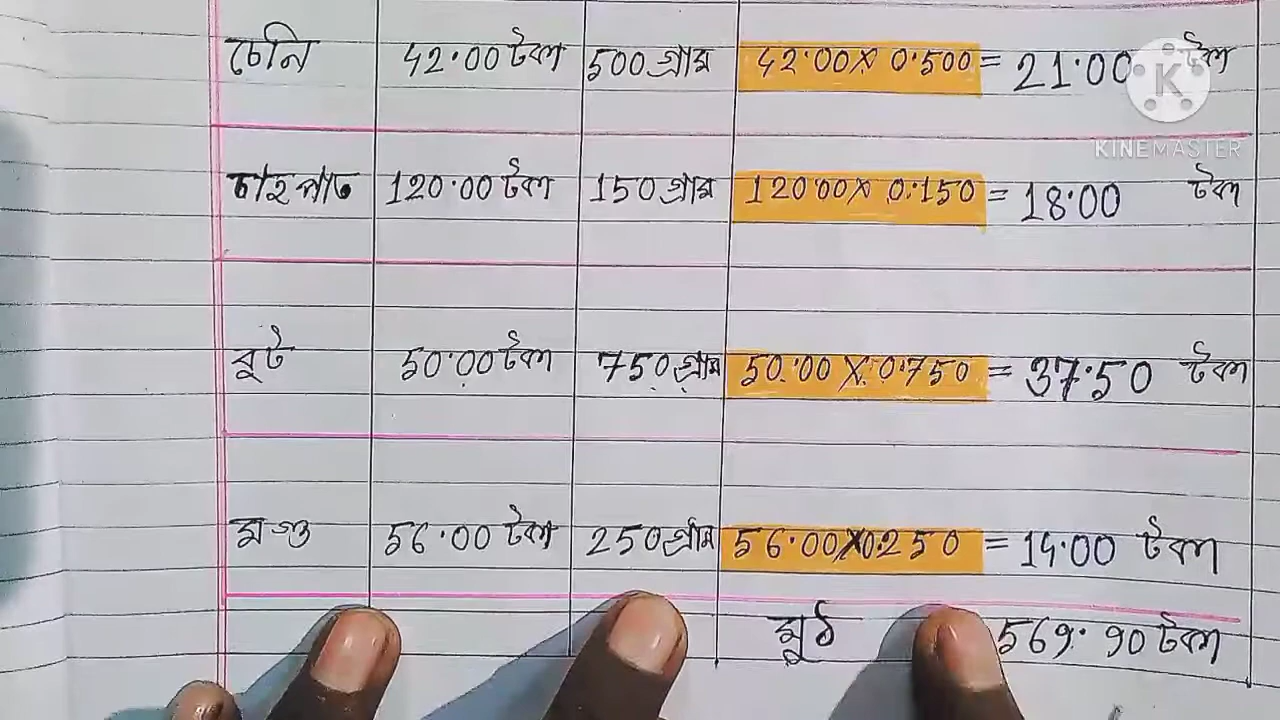 চেনি 42·00 টকা 500 গ্ৰাম 42·00 X 0·500 = 21·00 টকা
KINEMASTER
চাহপাত 120·00 টকা 150 গ্ৰাম 120·00 X 0·150 = 18·00 টকা
বুট 50·00 টকা 750 গ্ৰাম 50·00 X 0·750 = 37·50 টকা
মগু 56·00 টকা 250 গ্ৰাম 56·00 X 0·250 = 14·00 টকা
মুঠ 569·90 টকা